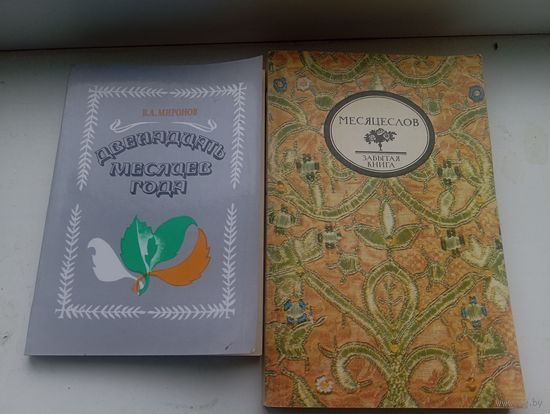 В.А. МИРОНОВ
ДВЕНАДЦАТЬ
МЕСЯЦЕВ
ГОДА
МЕСЯЦЕСЛОВ
ЗАБЫТАЯ
КНИГА